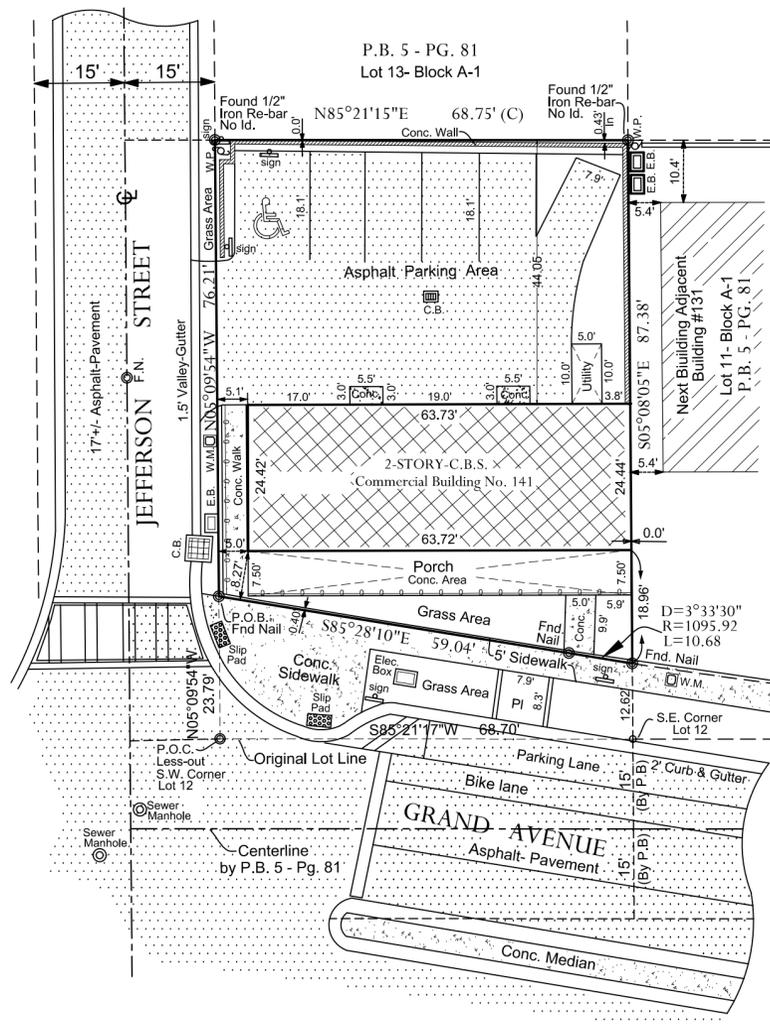 P.B. 5 - PG. 81
Lot 13- Block A-1
15'
15'
Found 1/2"
Iron Re-bar
No Id.
sign
N85°21'15"E 68.75' (C)
0.0'
Conc. Wall
Found 1/2"
Iron Re-bar
No Id.
0.43'
In
W.P.
W.P.
sign
E.B.
E.B.
10.4'
5.4'
7.9'
Grass Area
sign
18.1'
18.1'
44.05
Asphalt Parking Area
C.B.
Next Building Adjacent
Building #131
Lot 11- Block A-1
P.B. 5 - PG. 81
S05°08'05"E 87.38'
℄
JEFFERSON STREET
F.N.
17'+/- Asphalt-Pavement
1.5' Valley-Gutter
N05°09'54"W 76.21'
5.0'
10.0'
Utility
10.0'
3.8'
5.1'
17.0'
3.0'
5.5'
Conc.
3.0'
19.0'
3.0'
5.5'
Conc.
63.73'
W.M.
E.B.
C.B.
Conc. Walk
24.42'
2-STORY-C.B.S.
Commercial Building No. 141
24.44'
5.4'
5.0'
63.72'
0.0'
8.27'
7.50'
Porch
Conc. Area
7.50'
P.O.B.
Fnd Nail
Grass Area
5.0'
5.9'
Conc.
9.9'
18.96'
D=3°33'30"
R=1095.92
L=10.68
0.40'
S85°28'10"E 59.04'
Fnd
Nail
Fnd. Nail
5' Sidewalk
sign
W.M.
Slip
Pad
Conc.
Sidewalk
Elec.
Box
sign
Grass Area
7.9'
Pl
8.3'
12.62
Slip
Pad
N05°09'54"W
23.79'
S85°21'17"W 68.70'
S.E. Corner
Lot 12
P.O.C.
Less-out
S.W. Corner
Lot 12
Original Lot Line
Parking Lane
2' Curb & Gutter
15'
(By P.B)
Bike lane
Sewer
Manhole
Sewer
Manhole
GRAND AVENUE
Asphalt- Pavement
15'
(By P.B)
Centerline
by P.B. 5 - Pg. 81
Conc. Median